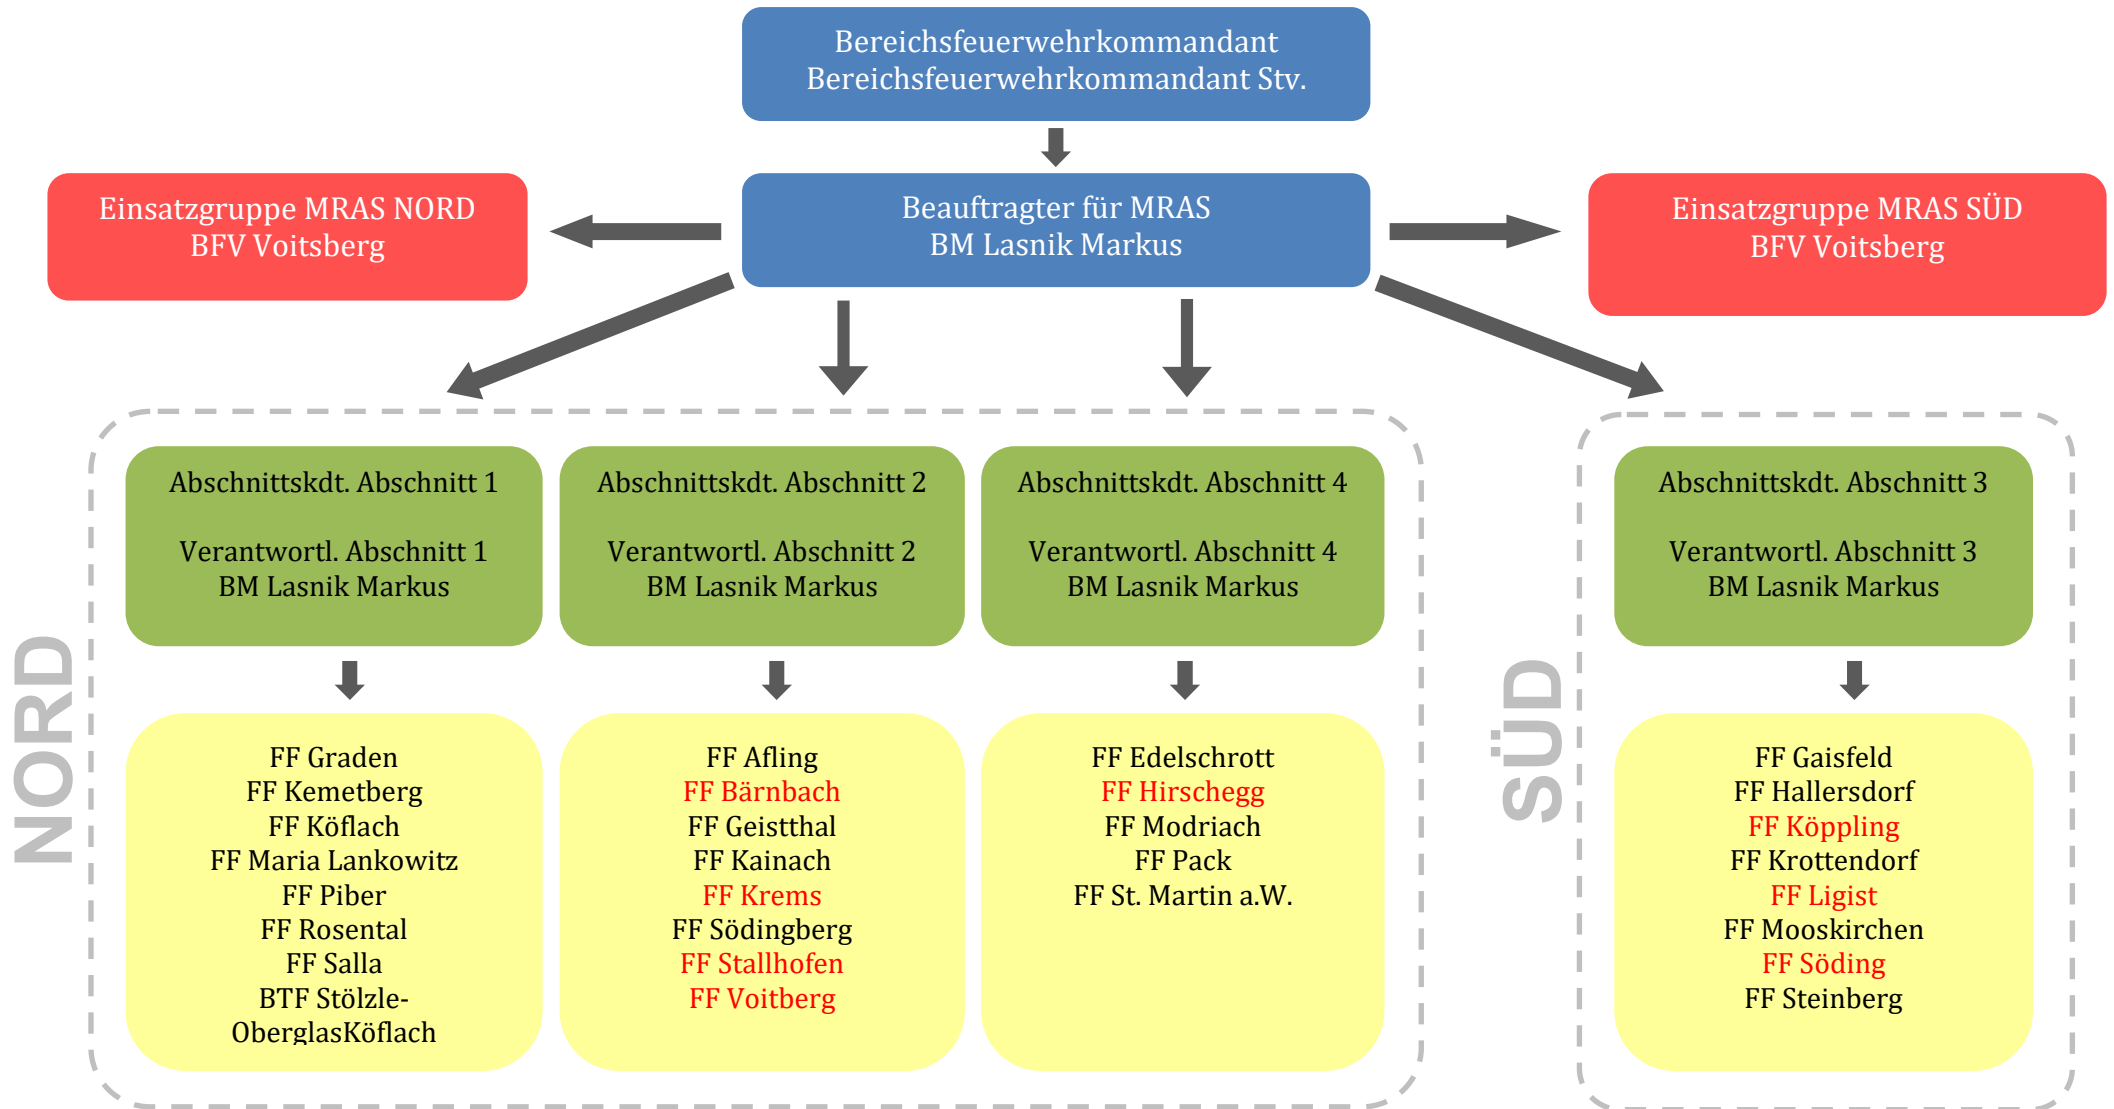 Bereichsfeuerwehrkommandant
Bereichsfeuerwehrkommandant Stv.
Einsatzgruppe MRAS NORD
BFV Voitsberg
Beauftragter für MRAS
BM Lasnik Markus
Einsatzgruppe MRAS SÜD
BFV Voitsberg
NORD
Abschnittskdt. Abschnitt 1
Verantwortl. Abschnitt 1
BM Lasnik Markus
FF Graden
FF Kemetberg
FF Köflach
FF Maria Lankowitz
FF Piber
FF Rosental
FF Salla
BTF Stölzle-
OberglasKöflach
Abschnittskdt. Abschnitt 2
Verantwortl. Abschnitt 2
BM Lasnik Markus
FF Afling
FF Bärnbach
FF Geistthal
FF Kainach
FF Krems
FF Södingberg
FF Stallhofen
FF Voitberg
Abschnittskdt. Abschnitt 4
Verantwortl. Abschnitt 4
BM Lasnik Markus
FF Edelschrott
FF Hirschegg
FF Modriach
FF Pack
FF St. Martin a.W.
SÜD
Abschnittskdt. Abschnitt 3
Verantwortl. Abschnitt 3
BM Lasnik Markus
FF Gaisfeld
FF Hallersdorf
FF Köppling
FF Krottendorf
FF Ligist
FF Mooskirchen
FF Söding
FF Steinberg